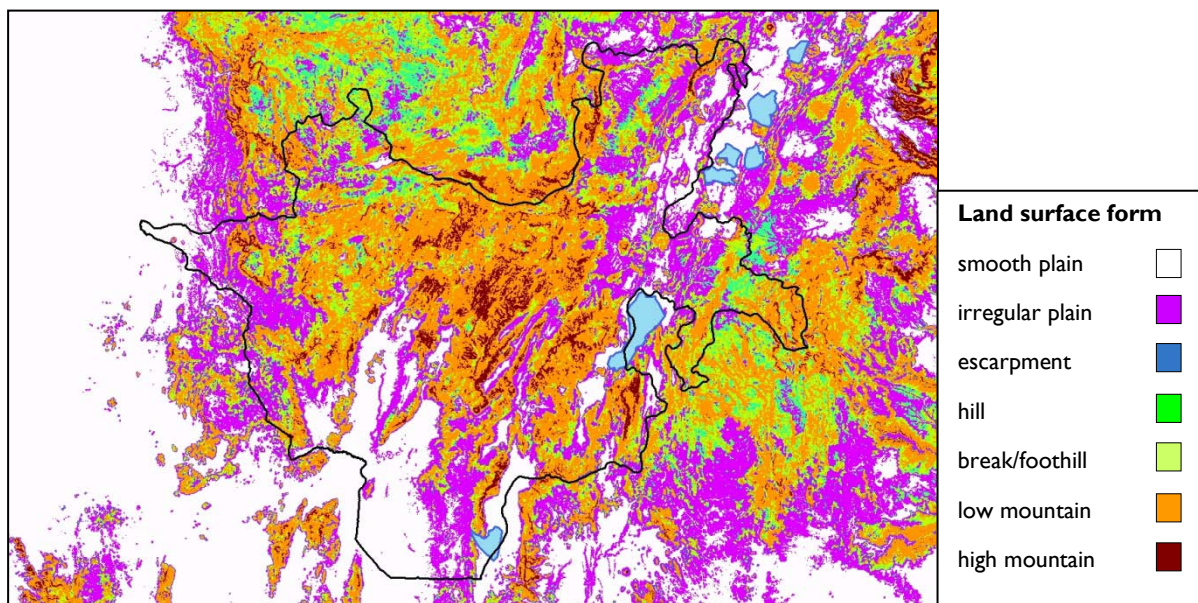 Land surface form
smooth plain
irregular plain
escarpment
hill
break/foothill
low mountain
high mountain